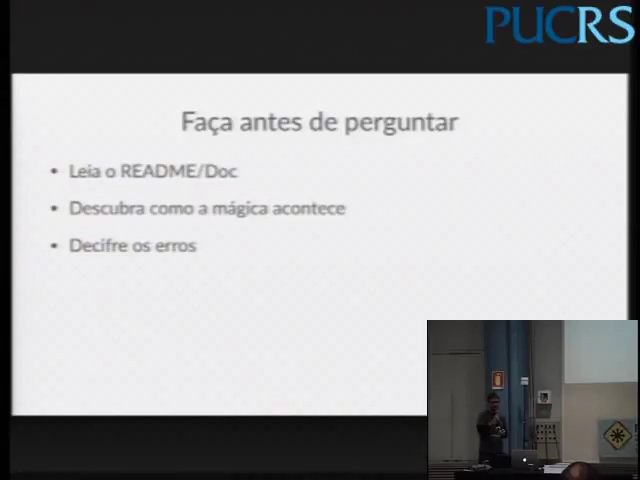 PUCRS
Faça antes de perguntar
• Leia o README/Doc
• Descubra como a mágica acontece
• Decifre os erros